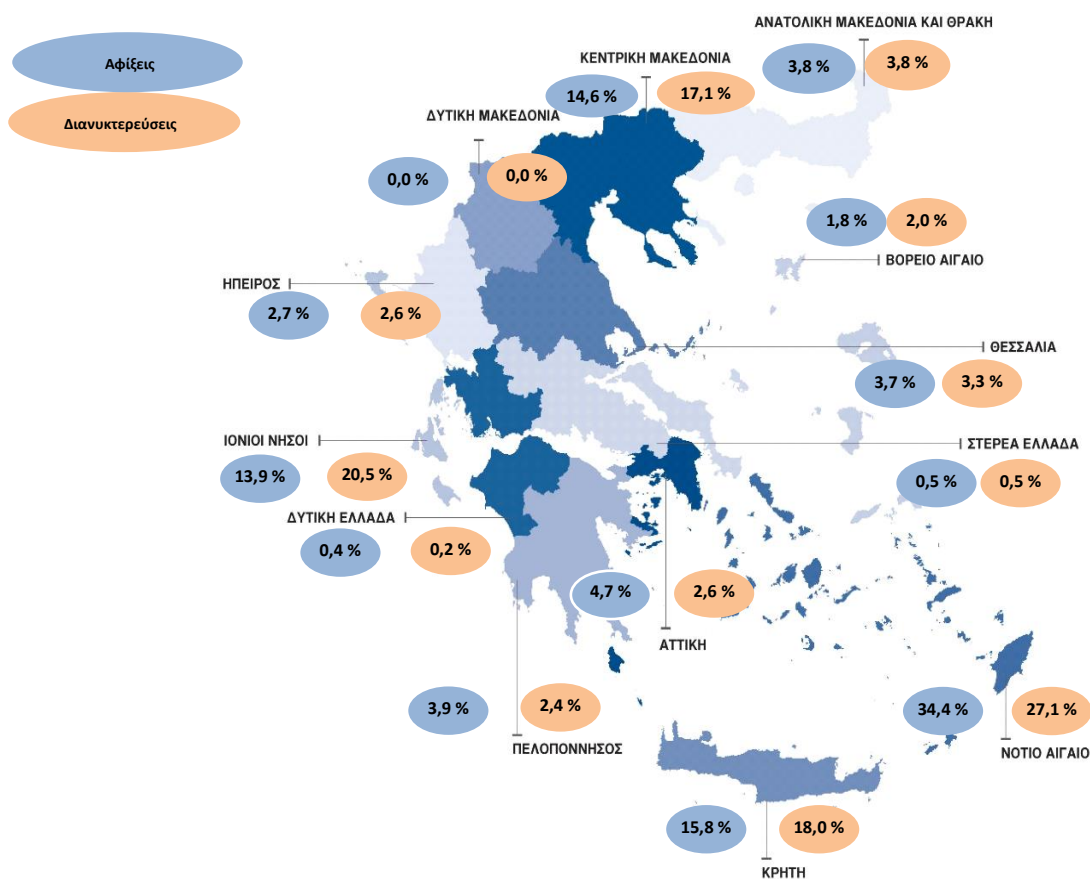 ΑΝΑΤΟΛΙΚΗ ΜΑΚΕΔΟΝΙΑ ΚΑΙ ΘΡΑΚΗ
3,8 %
3,8 %
Αφίξεις
Διανυκτερεύσεις
ΚΕΝΤΡΙΚΗ ΜΑΚΕΔΟΝΙΑ
14,6 %
17,1 %
ΔΥΤΙΚΗ ΜΑΚΕΔΟΝΙΑ
0,0 %
0,0 %
1,8 %
2,0 %
ΒΟΡΕΙΟ ΑΙΓΑΙΟ
ΗΠΕΙΡΟΣ
2,7 %
2,6 %
ΘΕΣΣΑΛΙΑ
3,7 %
3,3 %
ΙΟΝΙΟΙ ΝΗΣΟΙ
13,9 %
20,5 %
ΣΤΕΡΕΑ ΕΛΛΑΔΑ
0,5 %
0,5 %
ΔΥΤΙΚΗ ΕΛΛΑΔΑ
0,4 %
0,2 %
4,7 %
2,6 %
ΑΤΤΙΚΗ
3,9 %
2,4 %
ΠΕΛΟΠΟΝΝΗΣΟΣ
34,4 %
27,1 %
ΝΟΤΙΟ ΑΙΓΑΙΟ
15,8 %
18,0 %
ΚΡΗΤΗ